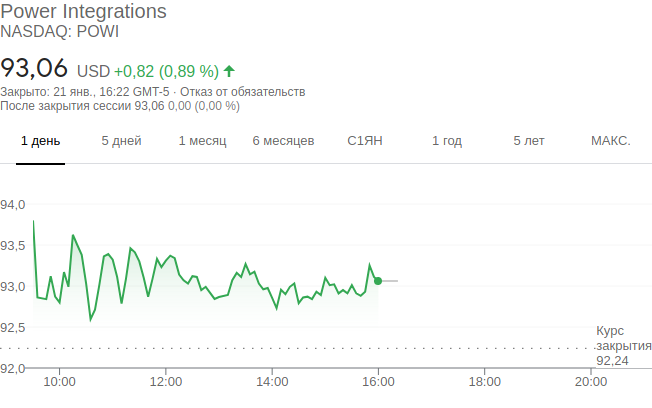 Power Integrations
NASDAQ: POWI
93,06 USD +0,82 (0,89 %)
Закрыто: 21 янв., 16:22 GMT-5 · Отказ от обязательств
После закрытия сессии 93,06 0,00 (0,00 %)
1 день 5 дней 1 месяц 6 месяцев С1ЯН 1 год 5 лет МАКС.
94,0
93,5
93,0
92,5
Курс
закрытия
92,24
92,0
10:00 12:00 14:00 16:00 18:00 20:00